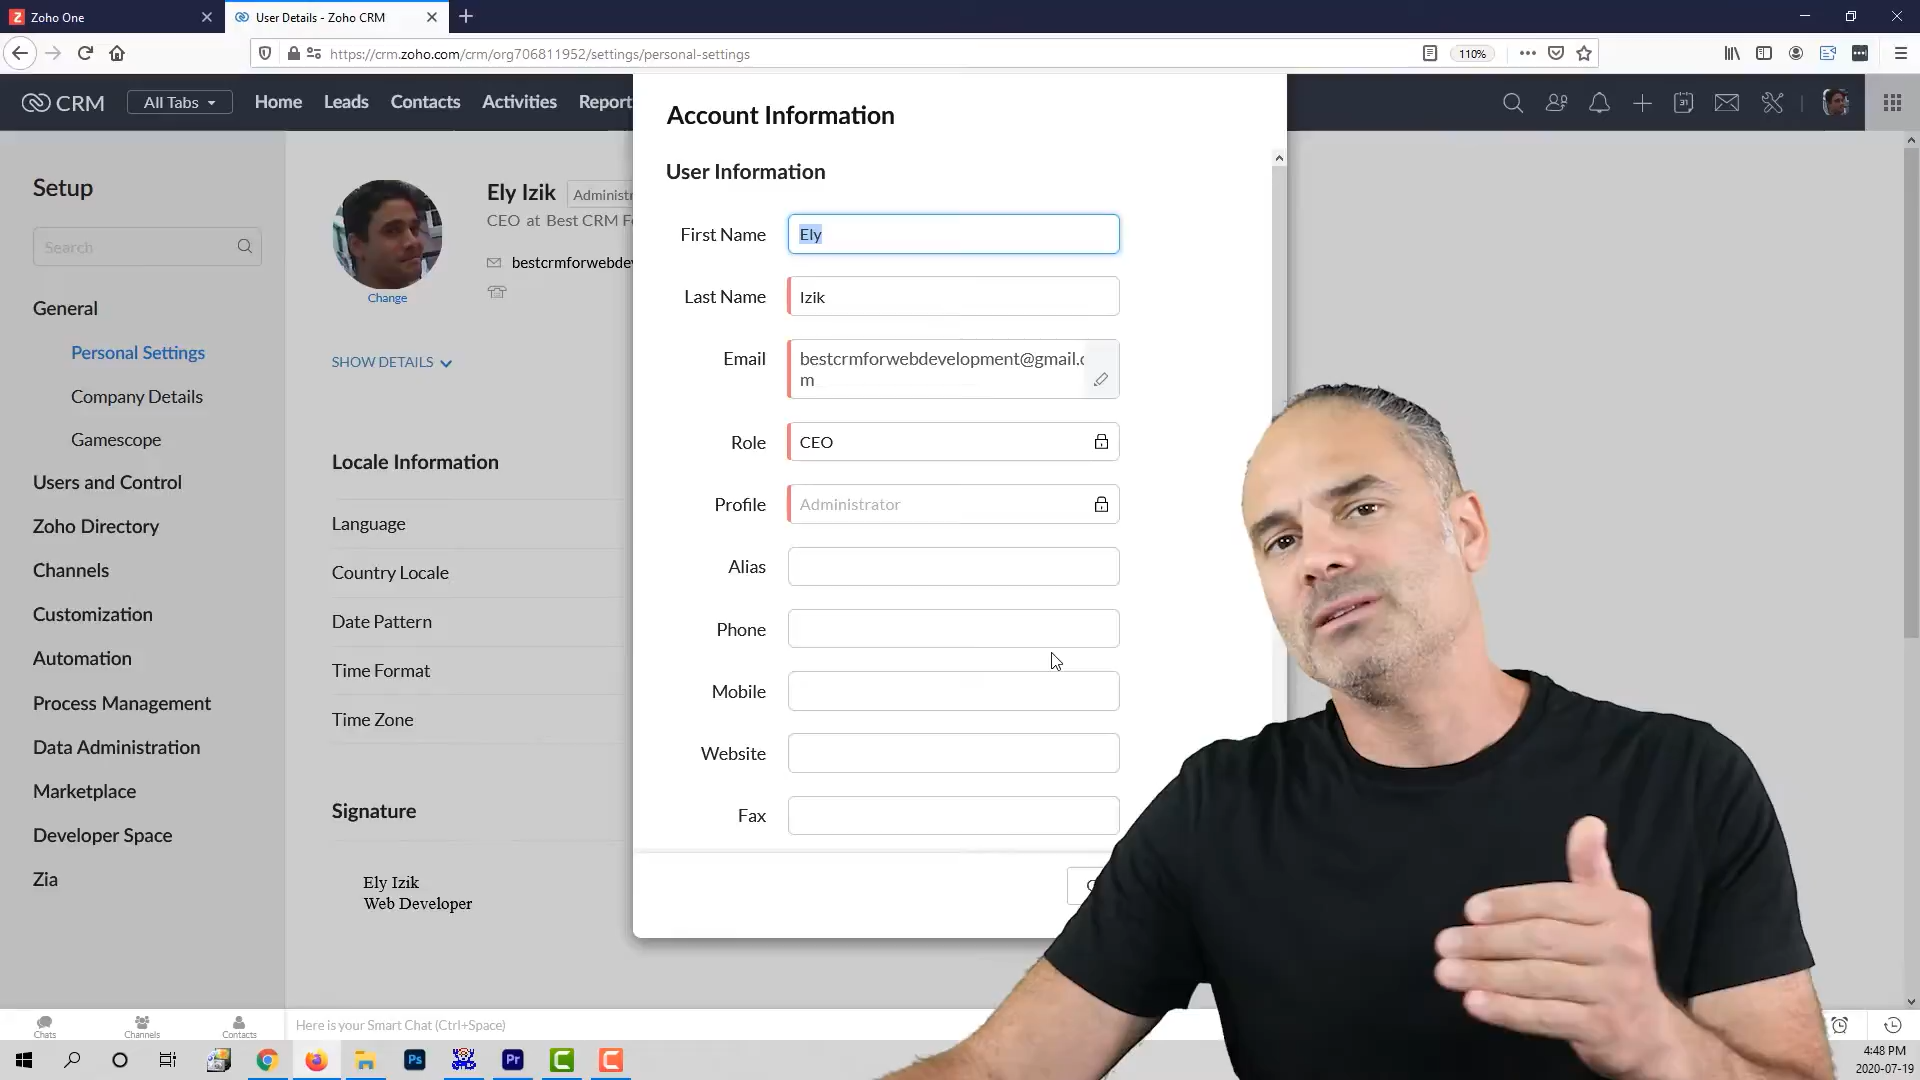 Zoho One
User Details - Zoho CRM
https://crm.zoho.com/crm/org706811952/settings/personal-settings
110%
CRM
All Tabs
Home
Leads
Contacts
Activities
Report
31
Setup
Search
General
Personal Settings
Company Details
Gamescope
Users and Control
Zoho Directory
Channels
Customization
Automation
Process Management
Data Administration
Marketplace
Developer Space
Zia
Change
Ely Izik
Administr
CEO at Best CRM F
bestcrmforwebdev
SHOW DETAILS
Locale Information
Language
Country Locale
Date Pattern
Time Format
Time Zone
Signature
Ely Izik
Web Developer
Account Information
User Information
First Name
Ely
Last Name
Izik
Email
bestcrmforwebdevelopment@gmail.c
m
Role
CEO
Profile
Administrator
Alias
Phone
Mobile
Website
Fax
Chats
Channels
Contacts
Here is your Smart Chat (Ctrl+Space)
Ps
Pr
4:48 PM
2020-07-19